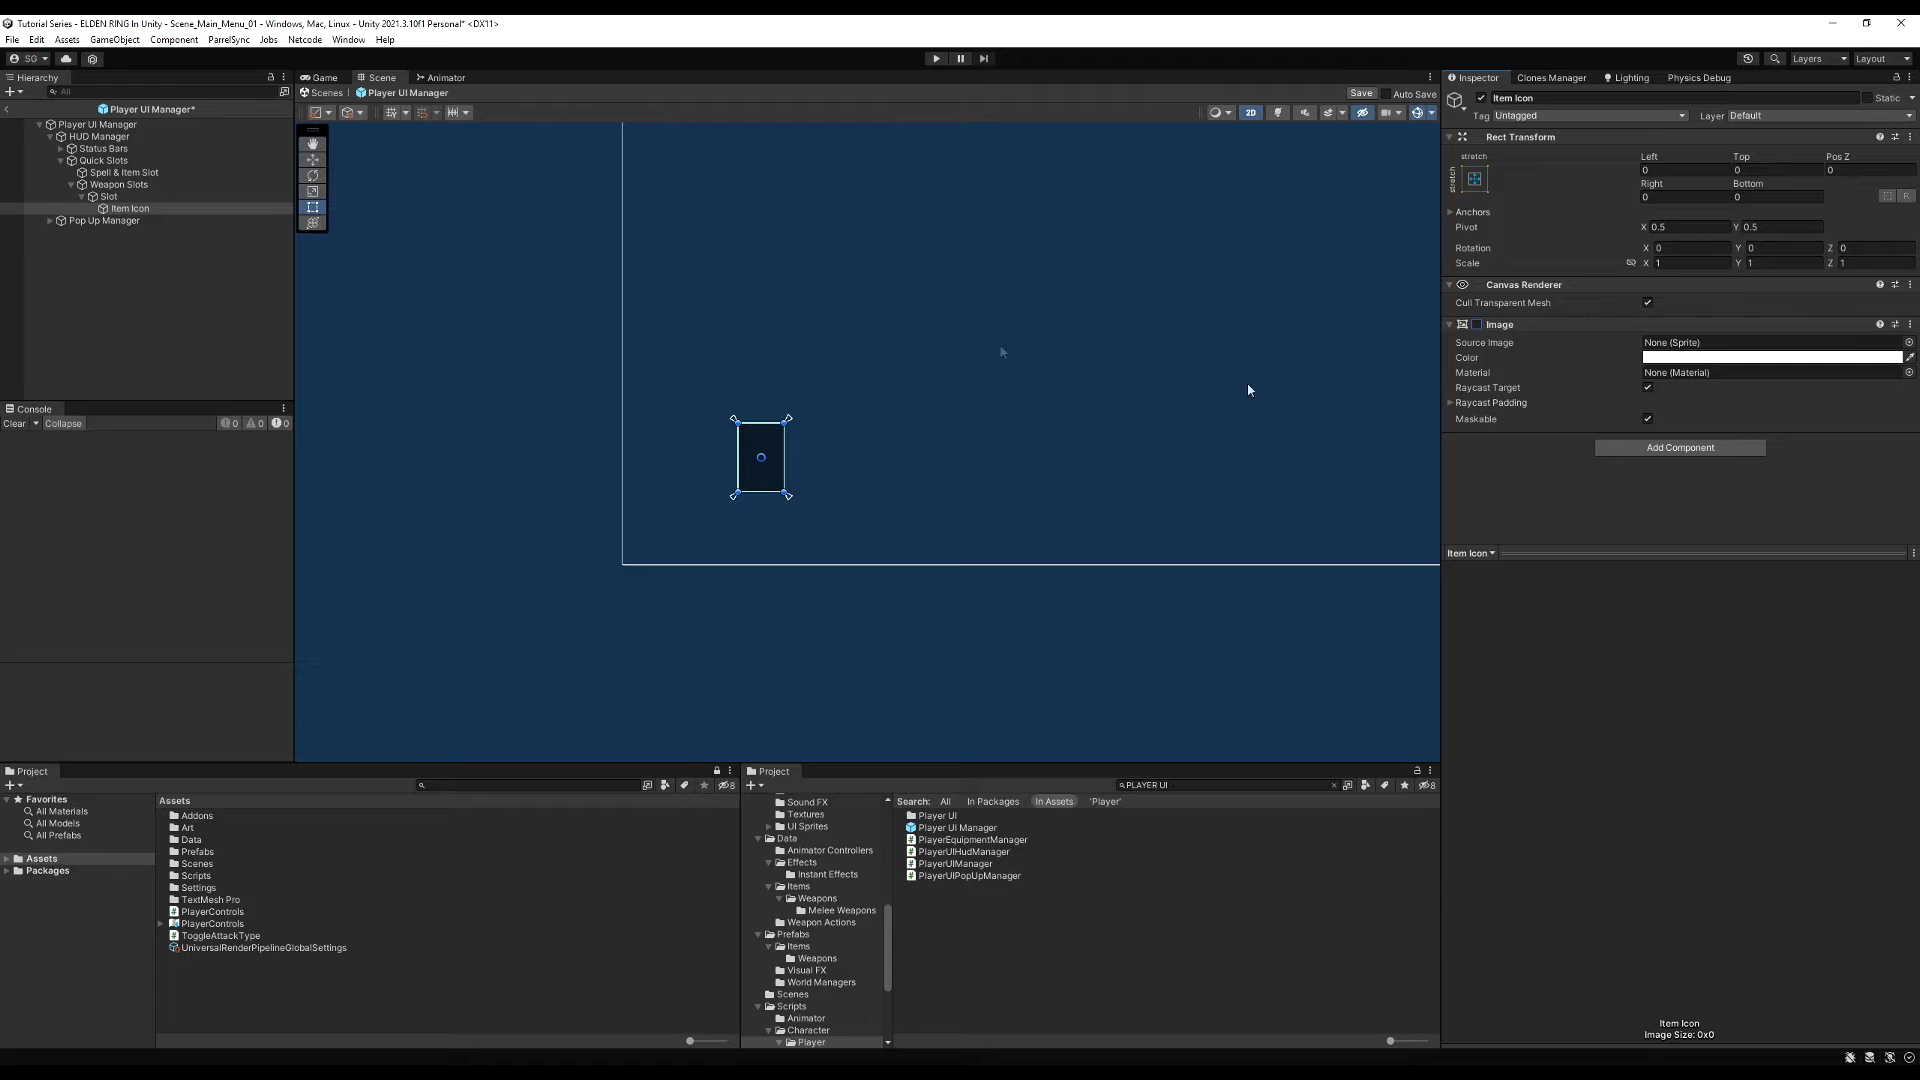 Tutorial Series - ELDEN RING In Unity - Scene_Main_Menu_01 - Windows, Mac, Linux - Unity 2021.3.10f1 Personal* <DX11>
File Edit Assets GameObject Component ParrelSync Jobs Netcode Window Help
SG Layers Layout
Hierarchy
All
Player UI Manager*
Player UI Manager
HUD Manager
Status Bars
Quick Slots
Spell & Item Slot
Weapon Slots
Slot
Item Icon
Pop Up Manager
Console
Clear Collapse 0 0 0
Game Scene Animator
Scenes Player UI Manager Save Auto Save
2D
Inspector Clones Manager Lighting Physics Debug
Item Icon Static
Tag Untagged Layer Default
Rect Transform
stretch Left Top Pos Z
stretch 0 0 0
Right Bottom
0 0 R
Anchors
Pivot X 0.5 Y 0.5
Rotation X 0 Y 0 Z 0
Scale X 1 Y 1 Z 1
Canvas Renderer
Cull Transparent Mesh
Image
Source Image None (Sprite)
Color
Material None (Material)
Raycast Target
Raycast Padding
Maskable
Add Component
Item Icon
Item Icon
Image Size: 0x0
Project
8
Favorites
All Materials
All Models
All Prefabs
Assets
Packages
Assets
Addons
Art
Data
Prefabs
Scenes
Scripts
Settings
TextMesh Pro
PlayerControls
PlayerControls
ToggleAttackType
UniversalRenderPipelineGlobalSettings
Project
PLAYER UI 8
Sound FX
Textures
UI Sprites
Data
Animator Controllers
Effects
Instant Effects
Items
Weapons
Melee Weapons
Weapon Actions
Prefabs
Items
Weapons
Visual FX
World Managers
Scenes
Scripts
Animator
Character
Player
Search: All In Packages In Assets 'Player'
Player UI
Player UI Manager
PlayerEquipmentManager
PlayerUIHudManager
PlayerUIManager
PlayerUIPopUpManager